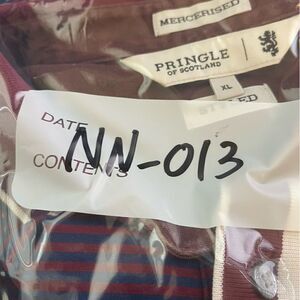 MERCERISED
PRINGLE
OF SCOTLAND
XL
DATE
CONTENTS
NN-013